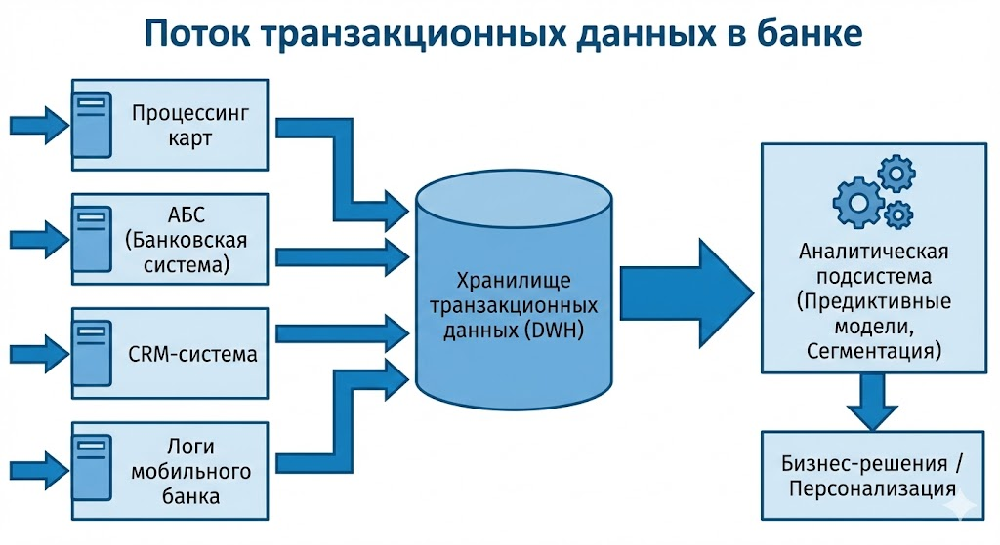 Поток транзакционных данных в банке
Процессинг
карт
АБС
(Банковская
система)
CRM-система
Логи
мобильного
банка
Хранилище
транзакционных
данных (DWH)
Аналитическая
подсистема
(Предиктивные
модели,
Сегментация)
Бизнес-решения /
Персонализация